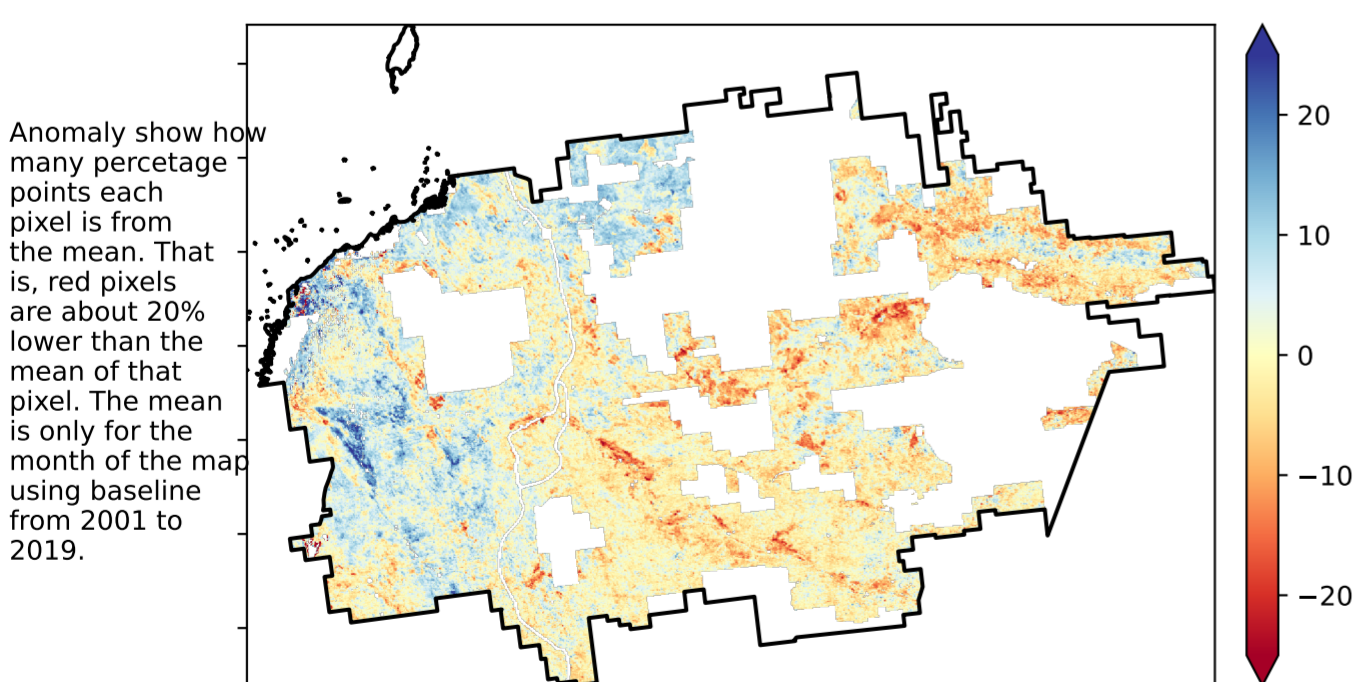 Anomaly show how
many percetage
points each
pixel is from
the mean. That
is, red pixels
are about 20%
lower than the
mean of that
pixel. The mean
is only for the
month of the map
using baseline
from 2001 to
2019.
20
10
0
−10
−20